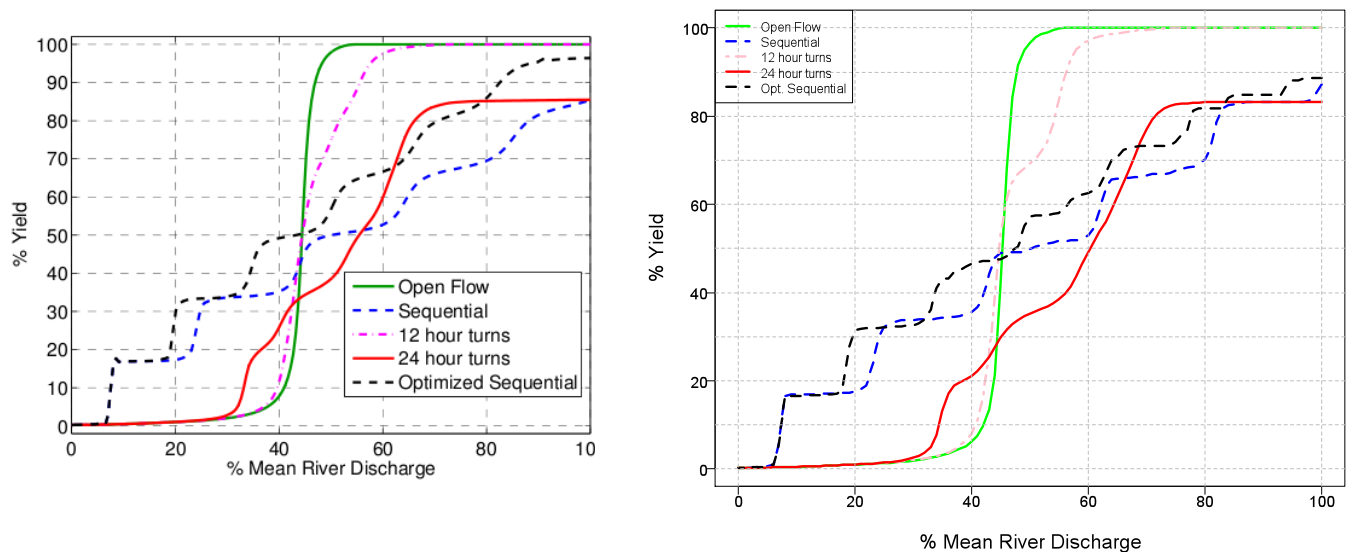 100
90
80
70
60
50
40
30
20
10
0
% Yield
Open Flow
Sequential
12 hour turns
24 hour turns
Optimized Sequential
0 20 40 60 80 100
% Mean River Discharge
100
80
60
40
20
0
% Yield
Open Flow
Sequential
12 hour turns
24 hour turns
Opt. Sequential
0 20 40 60 80 100
% Mean River Discharge